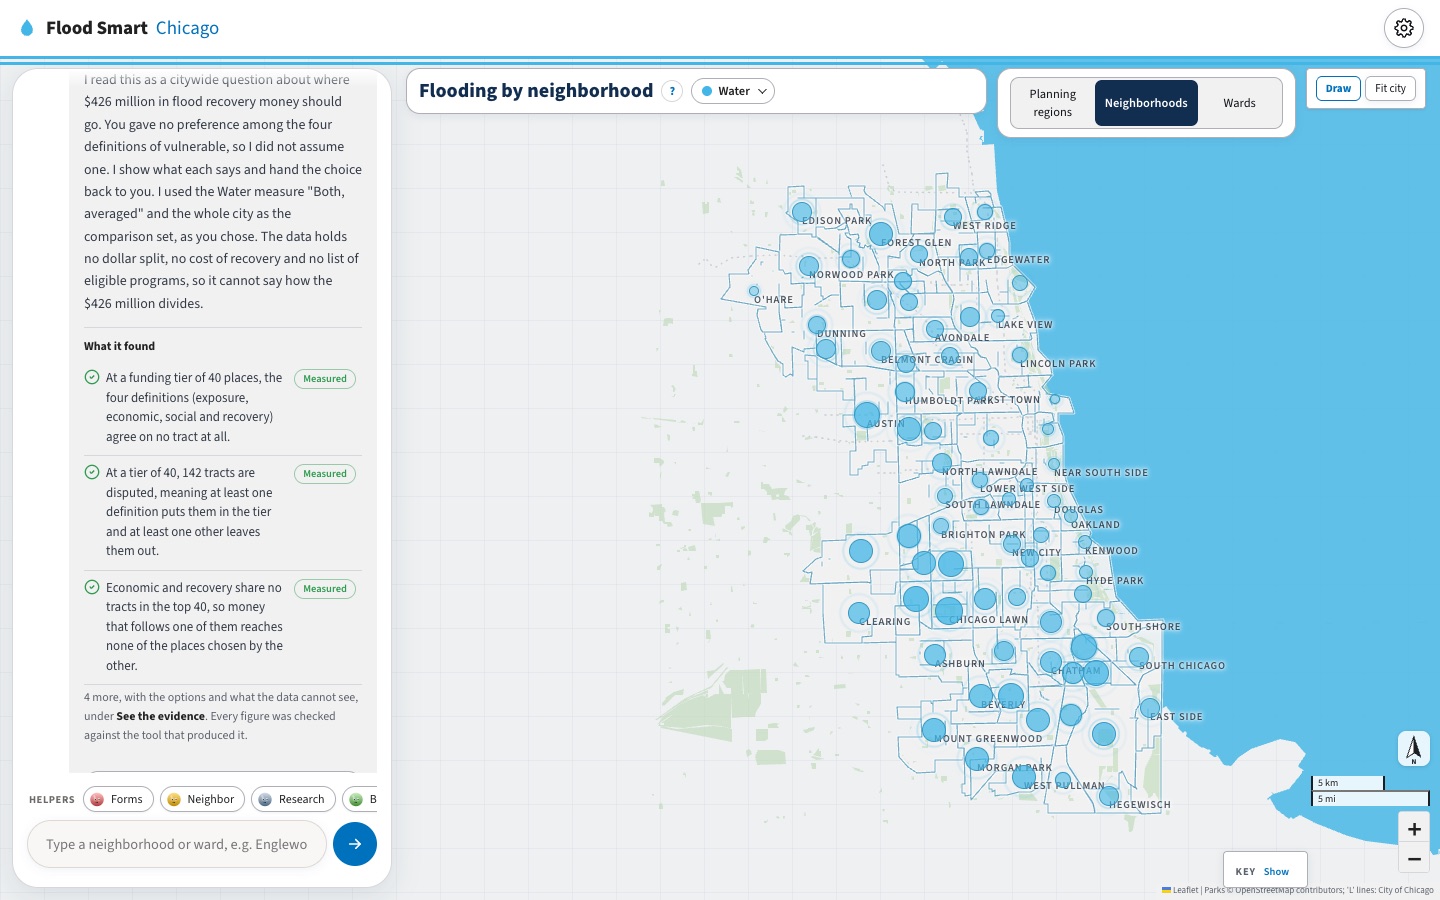 Flood Smart Chicago
I read this as a citywide question about where
$426 million in flood recovery money should
go. You gave no preference among the four
definitions of vulnerable, so I did not assume
one. I show what each says and hand the choice
back to you. I used the Water measure "Both,
averaged" and the whole city as the
comparison set, as you chose. The data holds
no dollar split, no cost of recovery and no list of
eligible programs, so it cannot say how the
$426 million divides.
What it found
At a funding tier of 40 places, the
four definitions (exposure,
economic, social and recovery)
agree on no tract at all.
Measured
At a tier of 40, 142 tracts are
disputed, meaning at least one
definition puts them in the tier
and at least one other leaves
them out.
Measured
Economic and recovery share no
tracts in the top 40, so money
that follows one of them reaches
none of the places chosen by the
other.
Measured
4 more, with the options and what the data cannot see,
under See the evidence. Every figure was checked
against the tool that produced it.
HELPERS
Forms
Neighbor
Research
B
Type a neighborhood or ward, e.g. Englewo
Flooding by neighborhood
?
Water
Planning
regions
Neighborhoods
Wards
Draw
Fit city
EDISON PARK
WEST RIDGE
FOREST GLEN
NORTH PARK
EDGEWATER
NORWOOD PARK
O'HARE
LAKE VIEW
DUNNING
AVONDALE
BELMONT CRAGIN
LINCOLN PARK
HUMBOLDT PARK
WEST TOWN
AUSTIN
NORTH LAWNDALE
NEAR SOUTH SIDE
LOWER WEST SIDE
SOUTH LAWNDALE
DOUGLAS
OAKLAND
BRIGHTON PARK
NEW CITY
KENWOOD
HYDE PARK
CLEARING
CHICAGO LAWN
SOUTH SHORE
ASHBURN
CHATHAM
SOUTH CHICAGO
BEVERLY
EAST SIDE
MOUNT GREENWOOD
MORGAN PARK
WEST PULLMAN
HEGEWISCH
N
5 km
5 mi
+
−
KEY Show
Leaflet | Parks © OpenStreetMap contributors; 'L' lines: City of Chicago